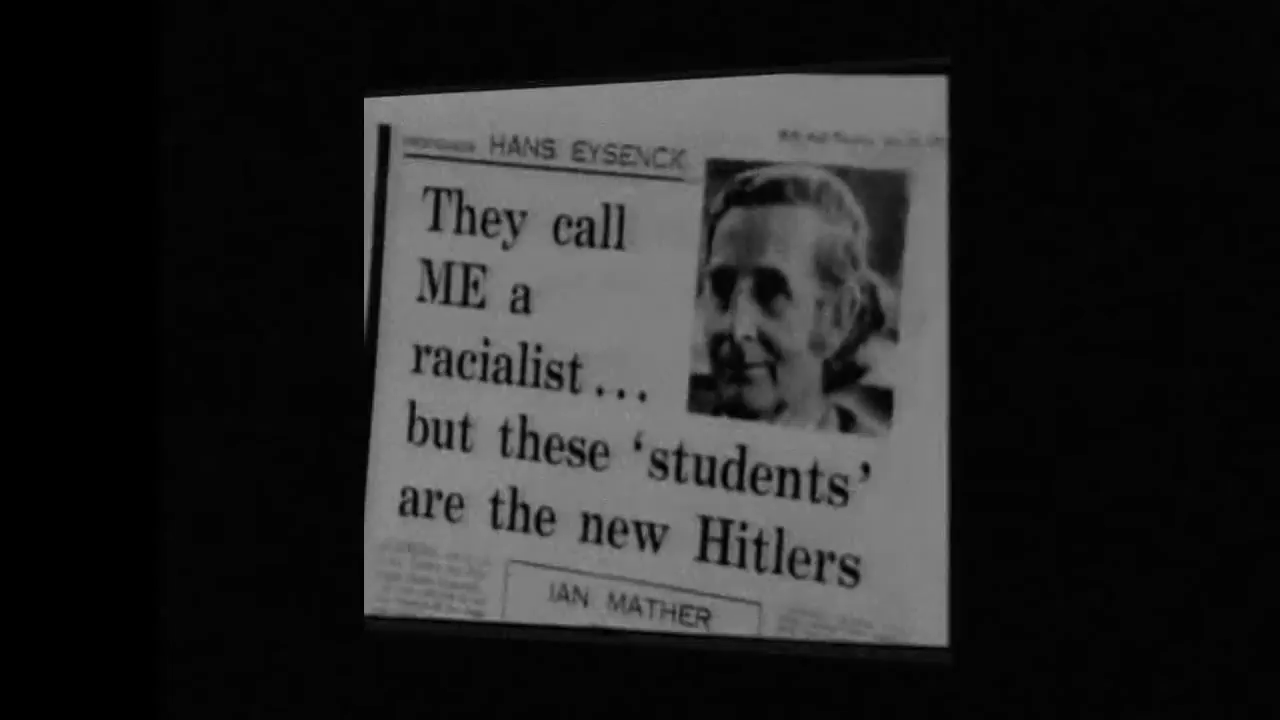 HANS EYSENCK
They call
ME a
racialist...
but these ‘students’
are the new Hitlers
IAN MATHER